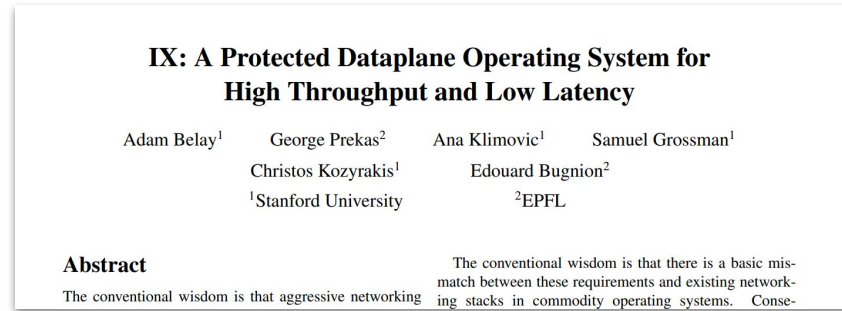 IX: A Protected Dataplane Operating System for
High Throughput and Low Latency
Adam Belay¹ George Prekas² Ana Klimovic¹ Samuel Grossman¹
Christos Kozyrakis¹ Edouard Bugnion²
¹Stanford University ²EPFL
Abstract
The conventional wisdom is that aggressive networking
The conventional wisdom is that there is a basic mis-
match between these requirements and existing network-
ing stacks in commodity operating systems. Conse-